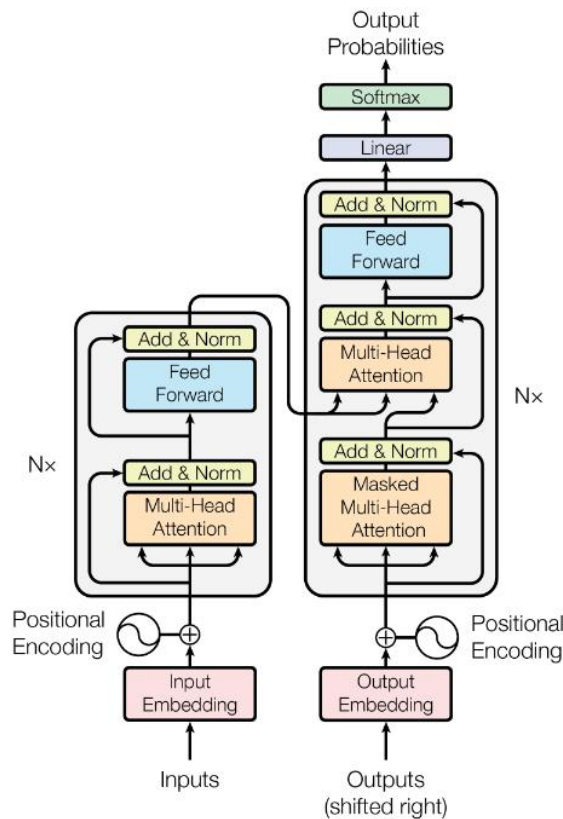 Output
Probabilities
Softmax
Linear
Add & Norm
Feed
Forward
Add & Norm
Multi-Head
Attention
Add & Norm
Masked
Multi-Head
Attention
N×
Positional
Encoding
Output
Embedding
Outputs
(shifted right)
Add & Norm
Feed
Forward
Add & Norm
Multi-Head
Attention
N×
Positional
Encoding
Input
Embedding
Inputs